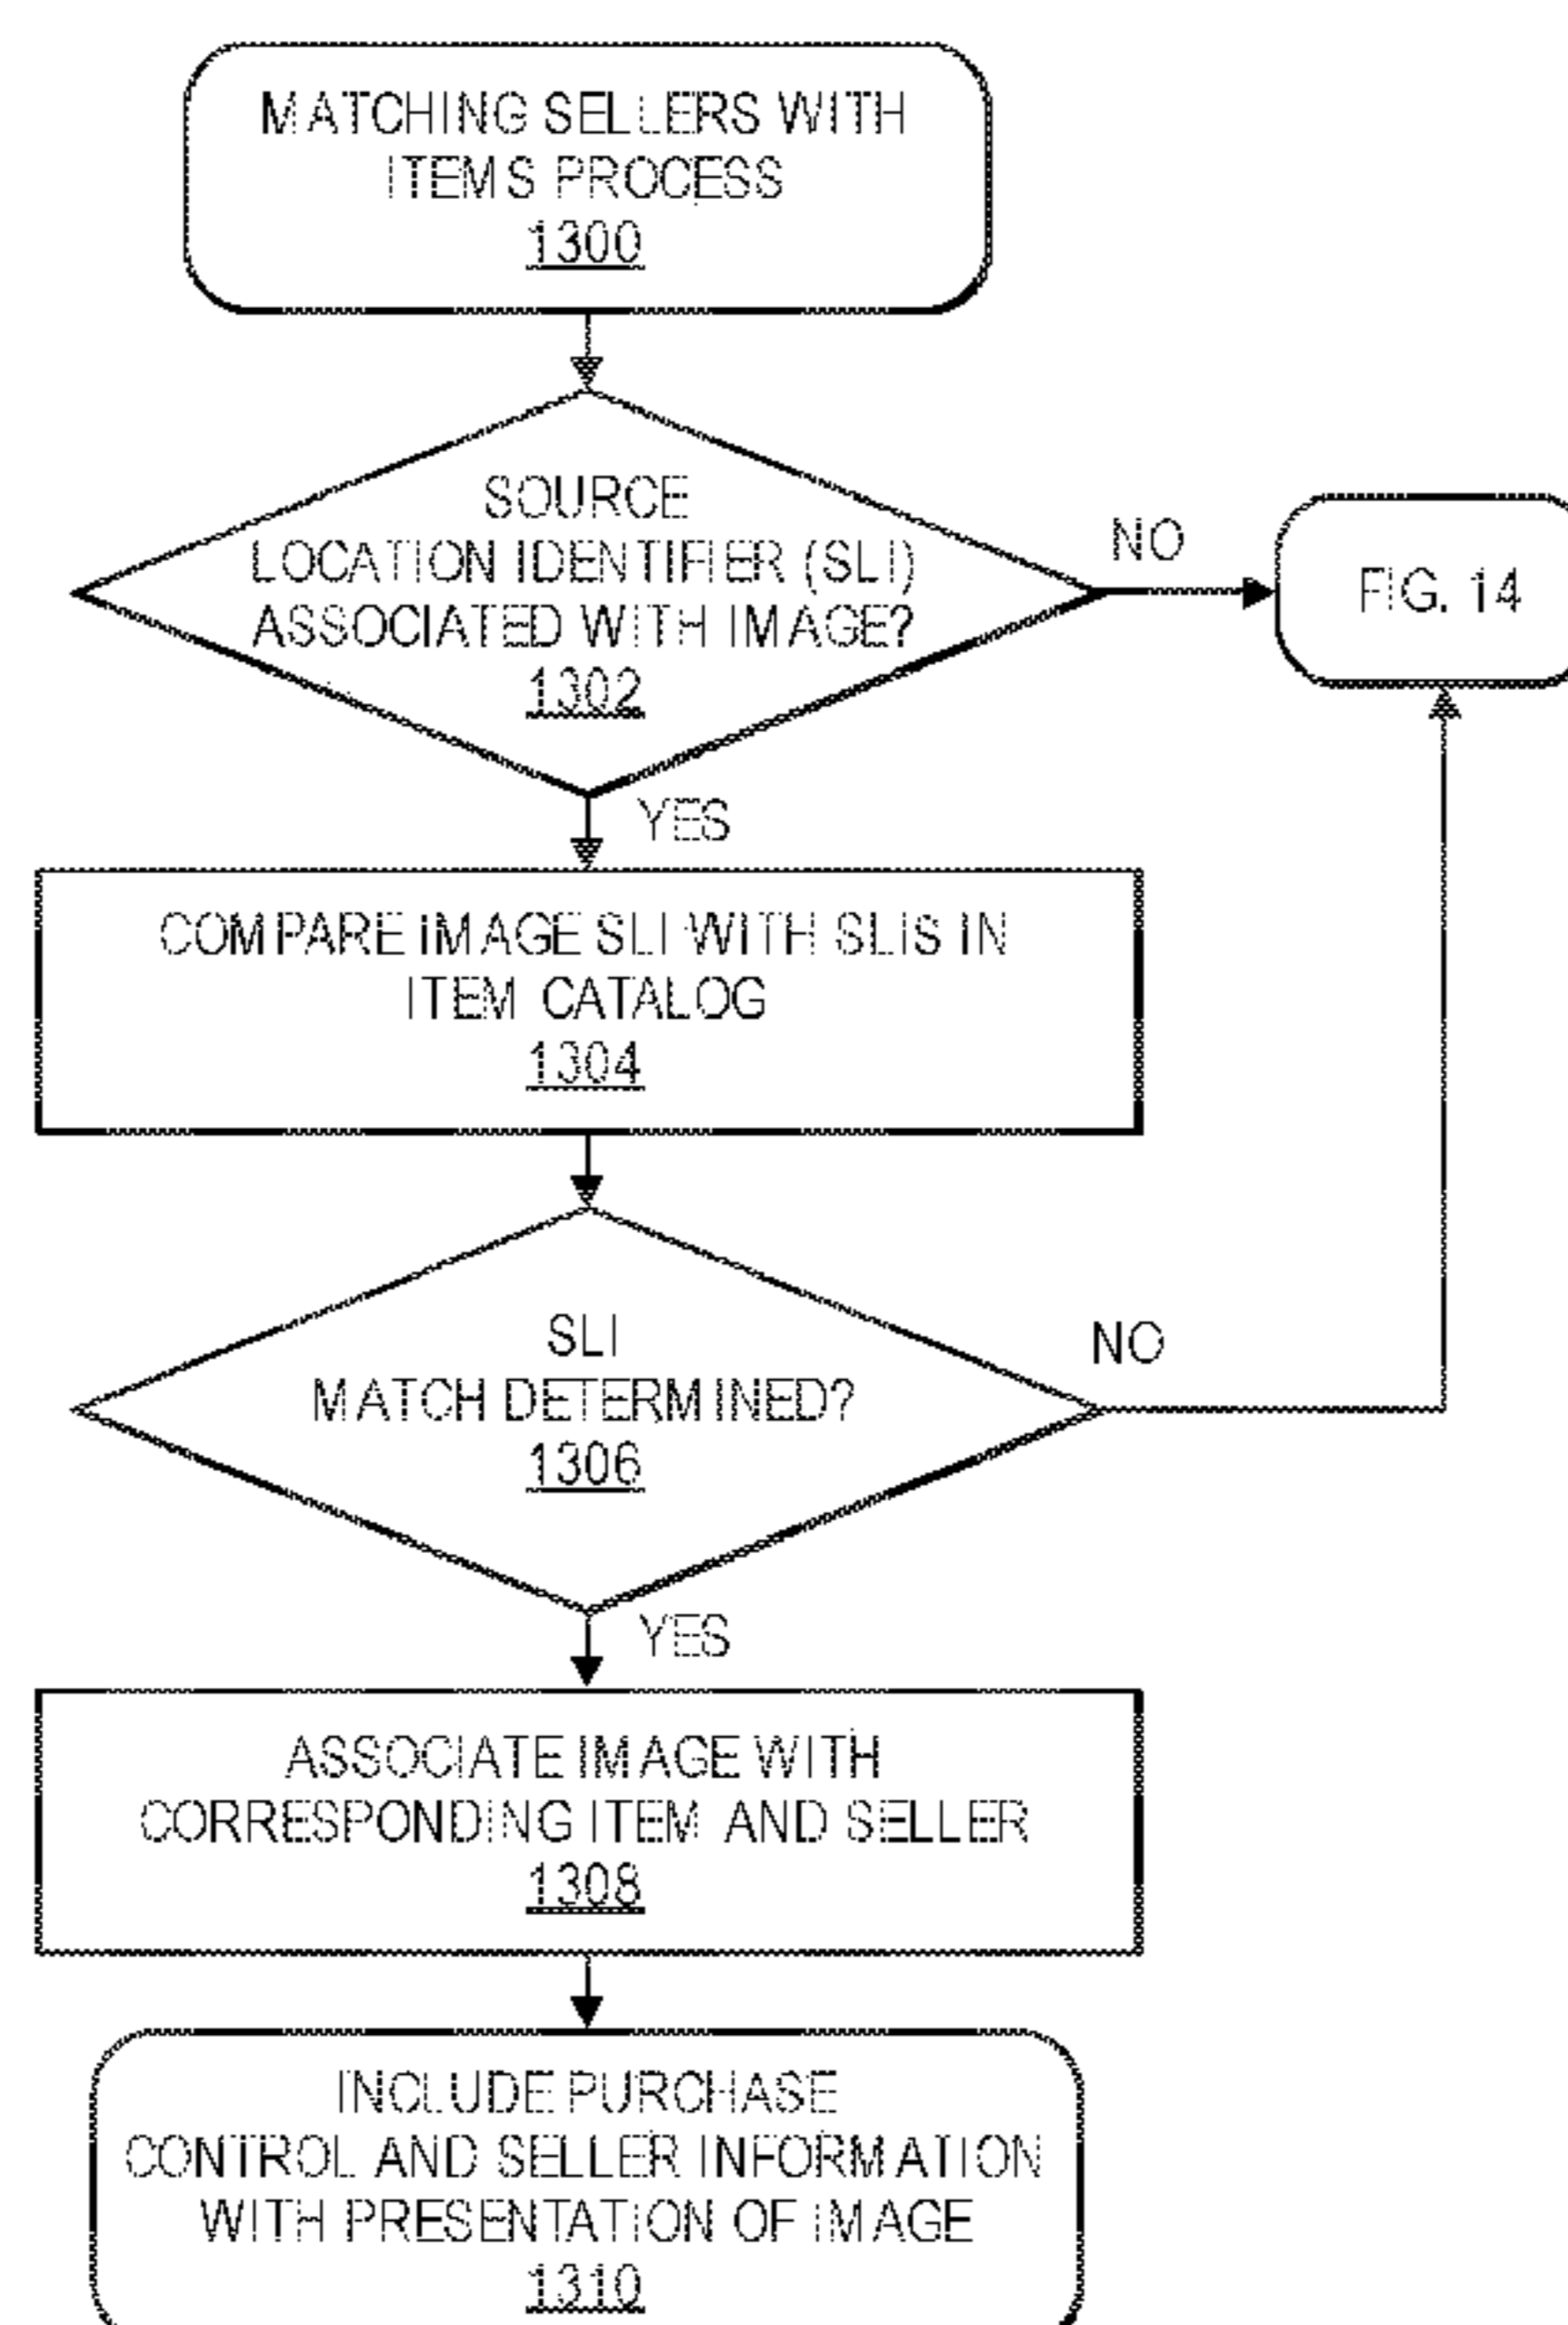 MATCHING SELLERS WITH
ITEMS PROCESS
1300
SOURCE
LOCATION IDENTIFIER (SLI)
ASSOCIATED WITH IMAGE?
1302
NO
FIG. 14
YES
COMPARE IMAGE SLI WITH SLIs IN
ITEM CATALOG
1304
SLI
MATCH DETERMINED?
1306
NO
YES
ASSOCIATE IMAGE WITH
CORRESPONDING ITEM AND SELLER
1308
INCLUDE PURCHASE
CONTROL AND SELLER INFORMATION
WITH PRESENTATION OF IMAGE
1310